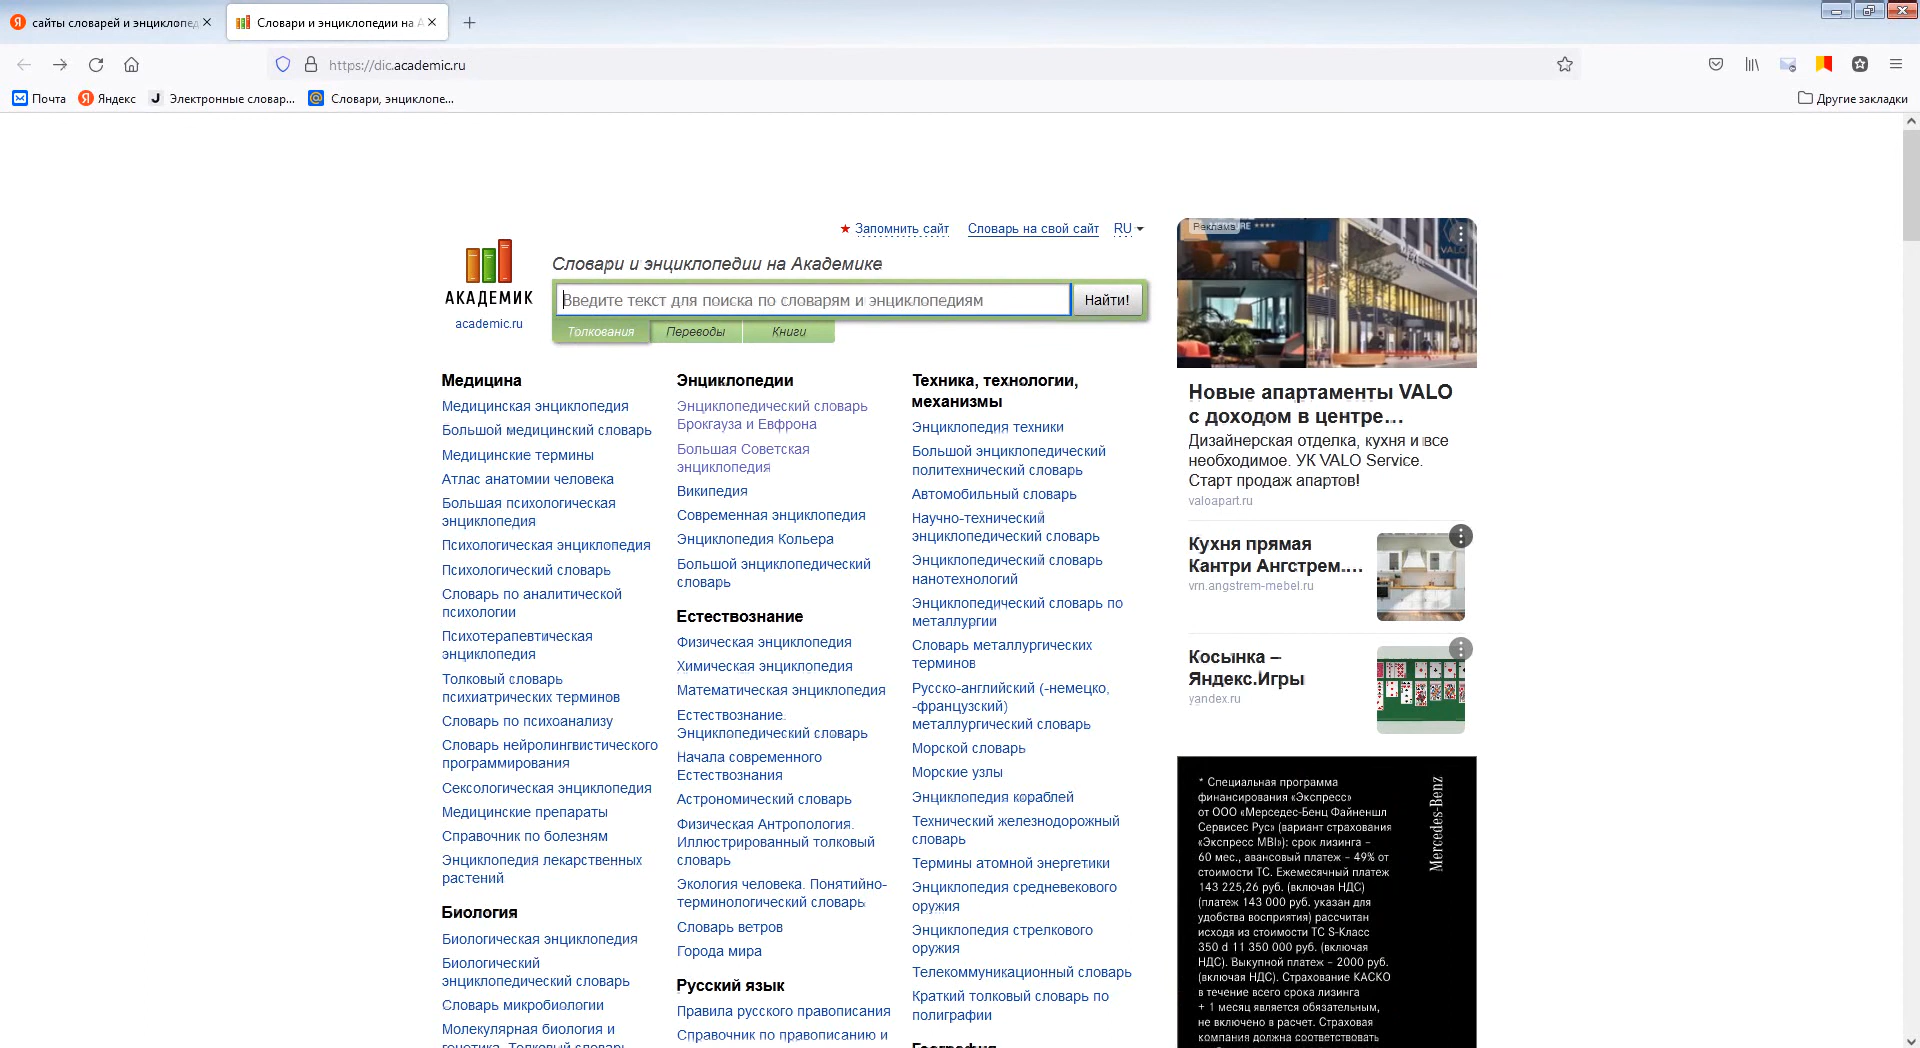 сайты словарей и энциклопед
Словари и энциклопедии на А
https://dic.academic.ru
Почта
Яндекс
Электронные словар...
Словари, энциклопе...
Другие закладки
Запомнить сайт
Словарь на свой сайт
RU
АКАДЕМИК
academic.ru
Словари и энциклопедии на Академике
Введите текст для поиска по словарям и энциклопедиям
Найти!
Толкования
Переводы
Книги
Медицина
Медицинская энциклопедия
Большой медицинский словарь
Медицинские термины
Атлас анатомии человека
Большая психологическая
энциклопедия
Психологическая энциклопедия
Психологический словарь
Словарь по аналитической
психологии
Психотерапевтическая
энциклопедия
Толковый словарь
психиатрических терминов
Словарь по психоанализу
Словарь нейролингвистического
программирования
Сексологическая энциклопедия
Медицинские препараты
Справочник по болезням
Энциклопедия лекарственных
растений
Биология
Биологическая энциклопедия
Биологический
энциклопедический словарь
Словарь микробиологии
Молекулярная биология и
генетика. Толковый словарь
Энциклопедии
Энциклопедический словарь
Брокгауза и Евфрона
Большая Советская
энциклопедия
Википедия
Современная энциклопедия
Энциклопедия Кольера
Большой энциклопедический
словарь
Естествознание
Физическая энциклопедия
Химическая энциклопедия
Математическая энциклопедия
Естествознание.
Энциклопедический словарь
Начала современного
Естествознания
Астрономический словарь
Физическая Антропология.
Иллюстрированный толковый
словарь
Экология человека. Понятийно-
терминологический словарь
Словарь ветров
Города мира
Русский язык
Правила русского правописания
Справочник по правописанию и
Техника, технологии,
механизмы
Энциклопедия техники
Большой энциклопедический
политехнический словарь
Автомобильный словарь
Научно-технический
энциклопедический словарь
Энциклопедический словарь
нанотехнологий
Энциклопедический словарь по
металлургии
Словарь металлургических
терминов
Русско-английский (-немецко,
-французский)
металлургический словарь
Морской словарь
Морские узлы
Энциклопедия кораблей
Технический железнодорожный
словарь
Термины атомной энергетики
Энциклопедия средневекового
оружия
Энциклопедия стрелкового
оружия
Телекоммуникационный словарь
Краткий толковый словарь по
полиграфии
География
Реклама
VALO
Новые апартаменты VALO
с доходом в центре...
Дизайнерская отделка, кухня и все
необходимое. УК VALO Service.
Старт продаж апартов!
valoapart.ru
Кухня прямая
Кантри Ангстрем....
vrn.angstrem-mebel.ru
Косынка –
Яндекс.Игры
yandex.ru
* Специальная программа
финансирования «Экспресс»
от ООО «Мерседес-Бенц Файненшл
Сервисес Рус» (вариант страхования
«Экспресс MBI»): срок лизинга –
60 мес., авансовый платеж – 49% от
стоимости ТС. Ежемесячный платеж
143 225,26 руб. (включая НДС)
(платеж 143 000 руб. указан для
удобства восприятия) рассчитан
исходя из стоимости ТС S-Класс
350 d 11 350 000 руб. (включая
НДС). Выкупной платеж – 2000 руб.
(включая НДС). Страхование КАСКО
в течение всего срока лизинга
+ 1 месяц является обязательным,
не включено в расчет. Страховая
компания должна соответствовать
Mercedes-Benz